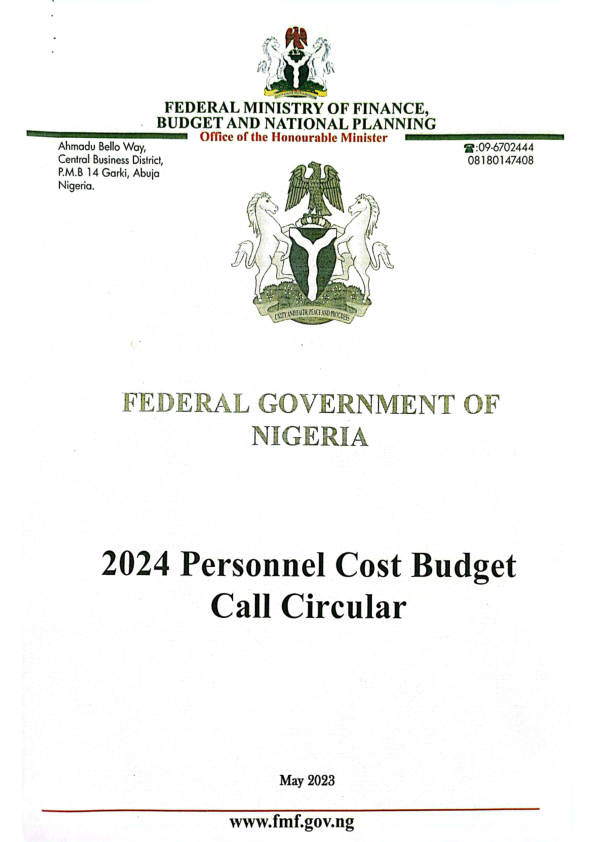 FEDERAL MINISTRY OF FINANCE,
BUDGET AND NATIONAL PLANNING
Office of the Honourable Minister
Ahmadu Bello Way,
Central Business District,
P.M.B 14 Garki, Abuja
Nigeria.
☎:09-6702444
08180147408
UNITY AND FAITH, PEACE AND PROGRESS
FEDERAL GOVERNMENT OF
NIGERIA
2024 Personnel Cost Budget
Call Circular
May 2023
www.fmf.gov.ng